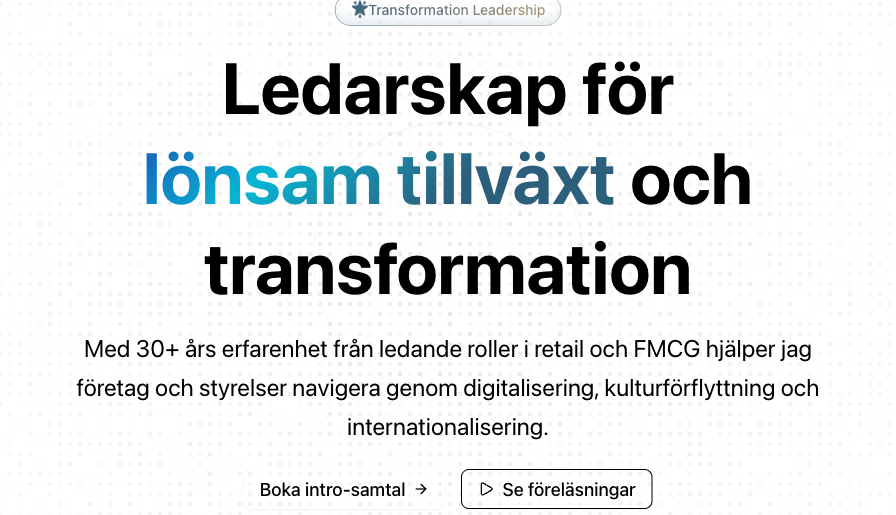 Transformation Leadership
Ledarskap för
lönsam tillväxt och
transformation
Med 30+ års erfarenhet från ledande roller i retail och FMCG hjälper jag
företag och styrelser navigera genom digitalisering, kulturförflyttning och
internationalisering.
Boka intro-samtal →
Se föreläsningar